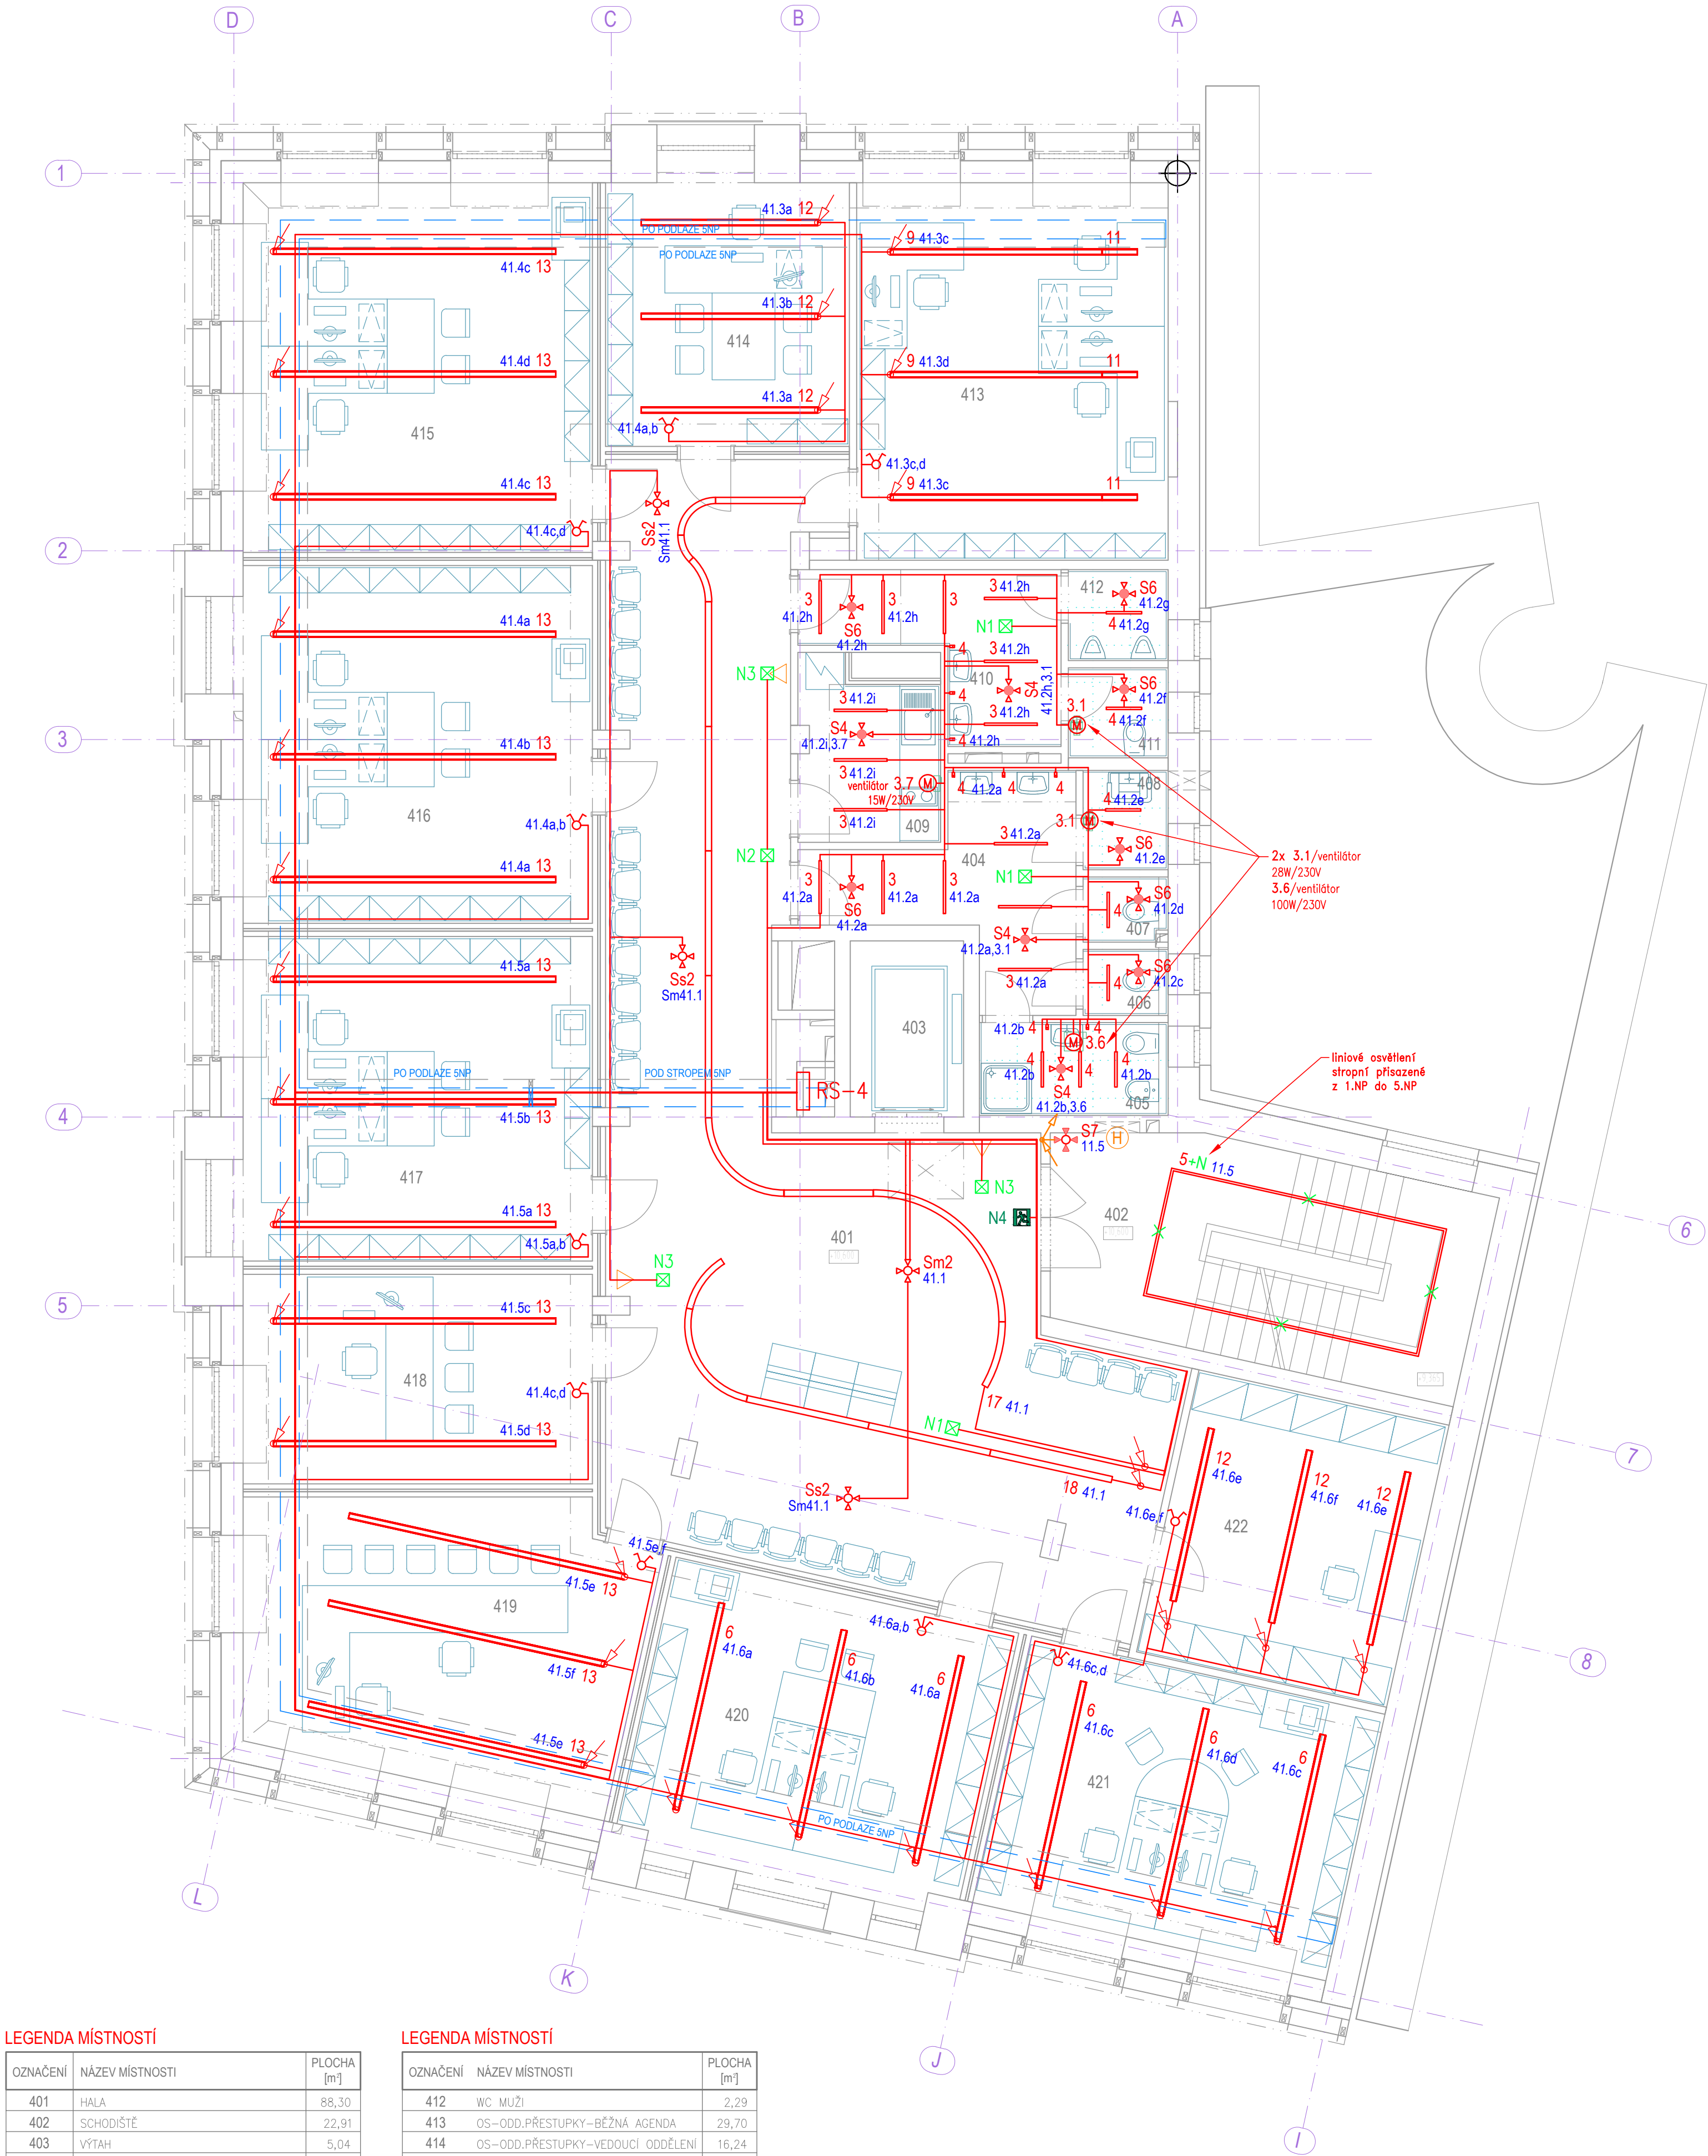 D
C
B
A
1
41.3a 12
PO PODLAZE 5NP
PO PODLAZE 5NP
9 41.3c
11
41.4c 13
41.3b 12
414
41.4d 13
9 41.3d
11
413
41.3a 12
41.4a,b
415
41.3c,d
41.4c 13
9 41.3c
11
41.4c,d
Ss2
Sm41.1
2
3
41.2h
S6
41.2h
3
41.2h
3
3 41.2h
412
S6
41.2g
4 41.2g
N1
41.4a 13
N3
4
3 41.2h
410
S4
41.2h,3.1
S6
41.2f
4 41.2f
411
3 41.2i
4
3 41.2h
3.1
M
3
S4
41.2i,3.7
4 41.2h
41.4b 13
3 41.2i
ventilátor 3.7
15W/230V
M
4
41.2a
4
4
408
4 41.2e
416
41.4a,b
3 41.2i
409
3.1
M
3 41.2a
S6
41.2e
N2
404
2x 3.1/ventilátor
28W/230V
3.6/ventilátor
100W/230V
41.4a 13
3
41.2a
S6
41.2a
3
41.2a
3
41.2a
N1
4
S6
41.2d
407
S4
41.2a,3.1
41.5a 13
Ss2
Sm41.1
3 41.2a
4
S6
41.2c
406
403
41.2b 4
4
M 3.6
liniové osvětlení
stropní přisazené
z 1.NP do 5.NP
PO PODLAZE 5NP
POD STROPEM 5NP
RS-4
4
41.2b
4
4
41.2b
S4
41.2b,3.6
405
4
41.5b 13
S7
11.5
H
5+N 11.5
417
N3
N4
402
41.5a 13
41.5a,b
401
6
N3
Sm2
41.1
5
41.5c 13
418
41.4c,d
17 41.1
N1
41.5d 13
7
12
41.6e
12
41.6f
12
41.6e
Ss2
Sm41.1
18 41.1
41.6e,f
422
41.5e,f
41.5e 13
419
41.6a,b
6
41.6a
6
41.6b
6
41.6a
41.6c,d
8
41.5f 13
420
6
41.6c
6
41.6d
6
41.6c
41.5e 13
421
PO PODLAZE 5NP
L
K
J
I
LEGENDA MÍSTNOSTÍ
OZNAČENÍ NÁZEV MÍSTNOSTI PLOCHA [m²]
401 HALA 88,30
402 SCHODIŠTĚ 22,91
403 VÝTAH 5,04
LEGENDA MÍSTNOSTÍ
OZNAČENÍ NÁZEV MÍSTNOSTI PLOCHA [m²]
412 WC MUŽI 2,29
413 OS-ODD.PŘESTUPKY-BĚŽNÁ AGENDA 29,70
414 OS-ODD.PŘESTUPKY-VEDOUCÍ ODDĚLENÍ 16,24